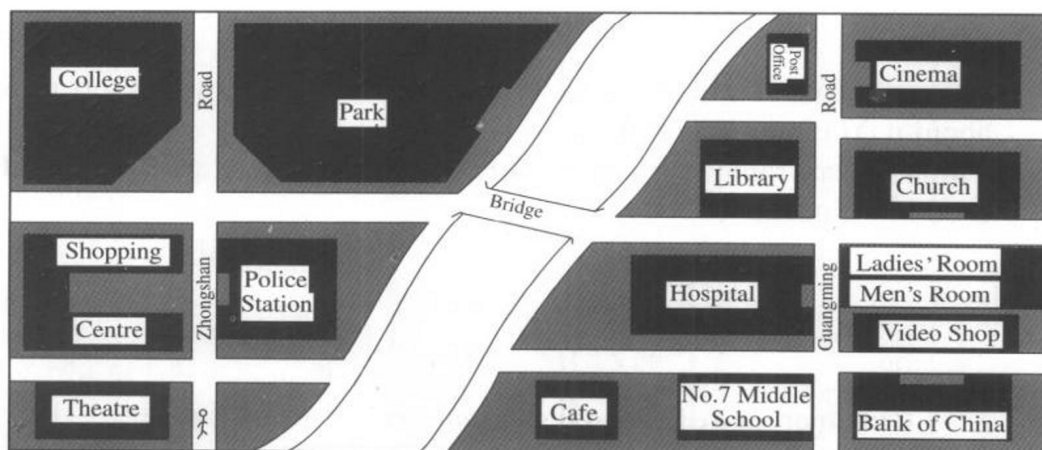 College
Road
Park
Post
Office
Road
Cinema
Library
Church
Bridge
Shopping
Centre
Zhongshan
Police
Station
Hospital
Guangming
Ladies' Room
Men's Room
Video Shop
Theatre
Cafe
No.7 Middle
School
Bank of China